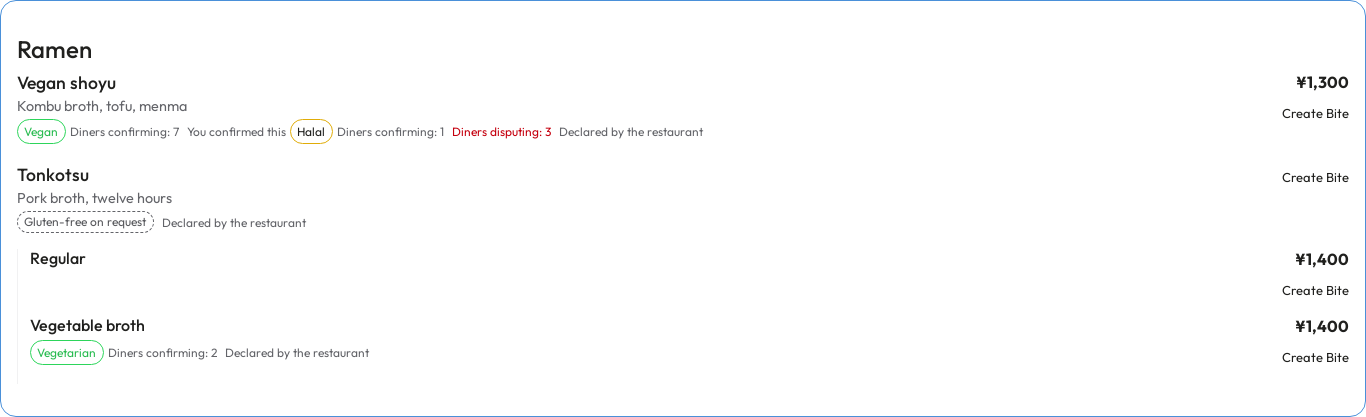 Ramen
Vegan shoyu ¥1,300
Kombu broth, tofu, menma
Create Bite
Vegan Diners confirming: 7 You confirmed this Halal Diners confirming: 1 Diners disputing: 3 Declared by the restaurant
Tonkotsu Create Bite
Pork broth, twelve hours
Gluten-free on request Declared by the restaurant
Regular ¥1,400
Create Bite
Vegetable broth ¥1,400
Vegetarian Diners confirming: 2 Declared by the restaurant Create Bite